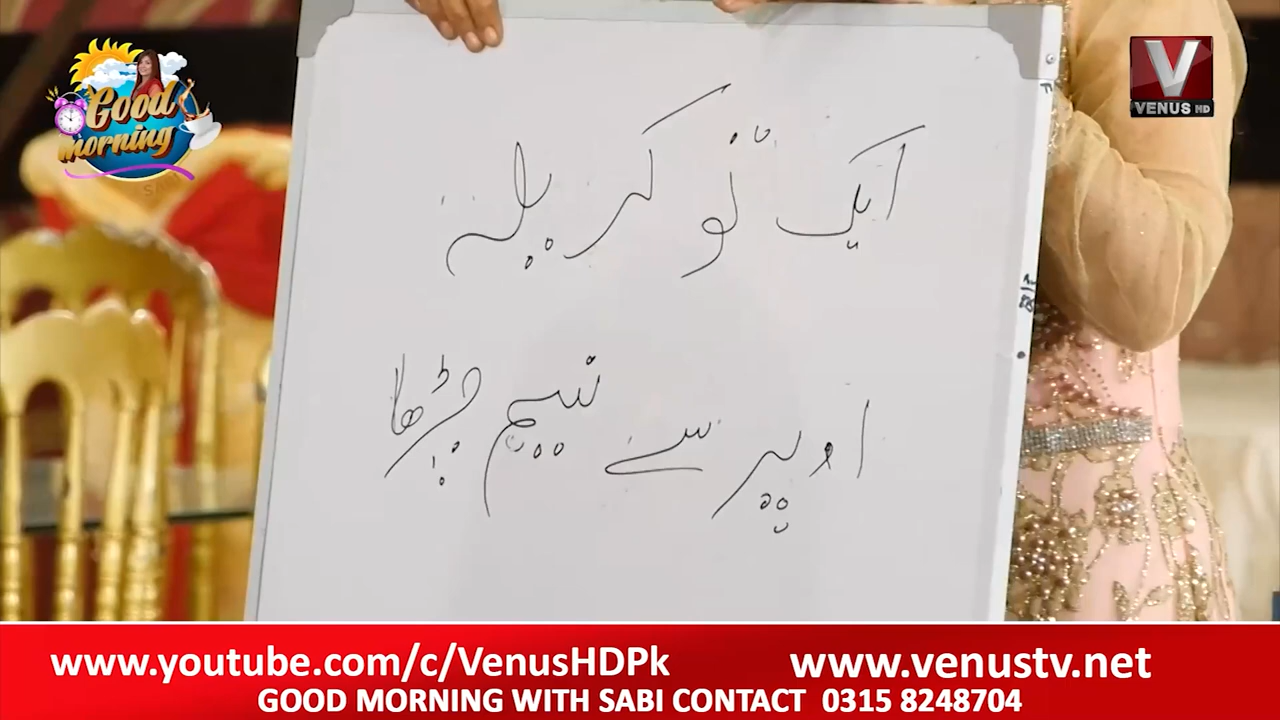 Good
morning
VENUS HD
ایک تو کریلہ
اوپر سے نیم چڑھا
www.youtube.com/c/VenusHDPk www.venustv.net
GOOD MORNING WITH SABI CONTACT 0315 8248704